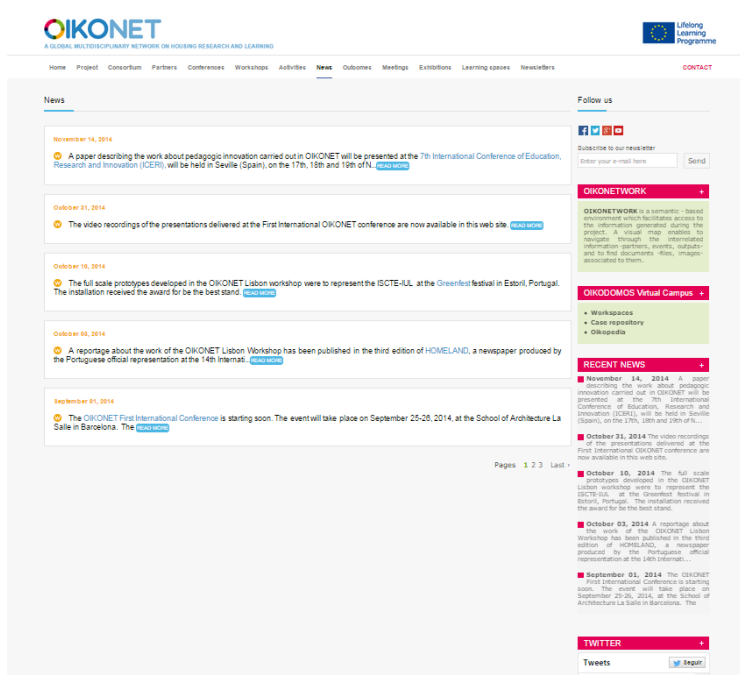 OIKONET
A GLOBAL MULTIDISCIPLINARY NETWORK ON HOUSING RESEARCH AND LEARNING
Lifelong
Learning
Programme
Home Project Consortium Partners Conferences Workshops Activities News Outcomes Meetings Exhibitions Learning spaces Newsletters CONTACT
News
November 14, 2014
A paper describing the work about pedagogic innovation carried out in OIKONET will be presented at the 7th International Conference of Education,
Research and Innovation (ICERI), will be held in Seville (Spain), on the 17th, 18th and 19th of N... READ MORE
October 31, 2014
The video recordings of the presentations delivered at the First International OIKONET conference are now available in this web site. READ MORE
October 10, 2014
The full scale prototypes developed in the OIKONET Lisbon workshop were to represent the ISCTE-IUL at the Greenfest festival in Estoril, Portugal.
The installation received the award for be the best stand. READ MORE
October 03, 2014
A reportage about the work of the OIKONET Lisbon Workshop has been published in the third edition of HOMELAND, a newspaper produced by
the Portuguese official representation at the 14th Internati... READ MORE
September 01, 2014
The OIKONET First International Conference is starting soon. The event will take place on September 25-26, 2014, at the School of Architecture La
Salle in Barcelona. The READ MORE
Pages 1 2 3 Last ›
Follow us
Subscribe to our newsletter
Enter your e-mail here Send
OIKONETWORK +
OIKONETWORK is a semantic - based
environment which facilitates access to
the information generated during the
project. A visual map enables to
navigate through the interrelated
information -partners, events, outputs-
and to find documents -files, images-
associated to them.
OIKODOMOS Virtual Campus +
• Workspaces
• Case repository
• Oikopedia
RECENT NEWS +
November 14, 2014 A paper
describing the work about pedagogic
innovation carried out in OIKONET will be
presented at the 7th International
Conference of Education, Research and
Innovation (ICERI), will be held in Seville
(Spain), on the 17th, 18th and 19th of N...
October 31, 2014 The video recordings
of the presentations delivered at the
First International OIKONET conference are
now available in this web site.
October 10, 2014 The full scale
prototypes developed in the OIKONET
Lisbon workshop were to represent the
ISCTE-IUL at the Greenfest festival in
Estoril, Portugal. The installation received
the award for be the best stand.
October 03, 2014 A reportage about
the work of the OIKONET Lisbon
Workshop has been published in the third
edition of HOMELAND, a newspaper
produced by the Portuguese official
representation at the 14th Internati...
September 01, 2014 The OIKONET
First International Conference is starting
soon. The event will take place on
September 25-26, 2014, at the School of
Architecture La Salle in Barcelona. The
TWITTER +
Tweets Seguir